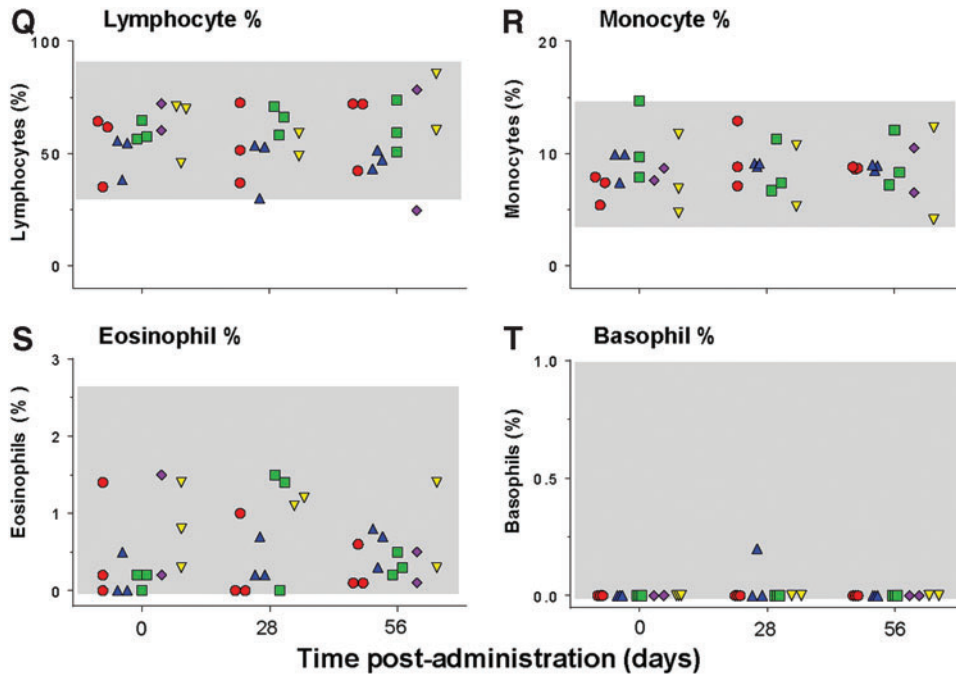 Q Lymphocyte %
100
50
0
Lymphocytes (%)
R Monocyte %
20
10
0
Monocytes (%)
S Eosinophil %
3
2
1
0
Eosinophils (%)
0 28 56
T Basophil %
1.0
0.5
0.0
Basophils (%)
0 28 56
Time post-administration (days)